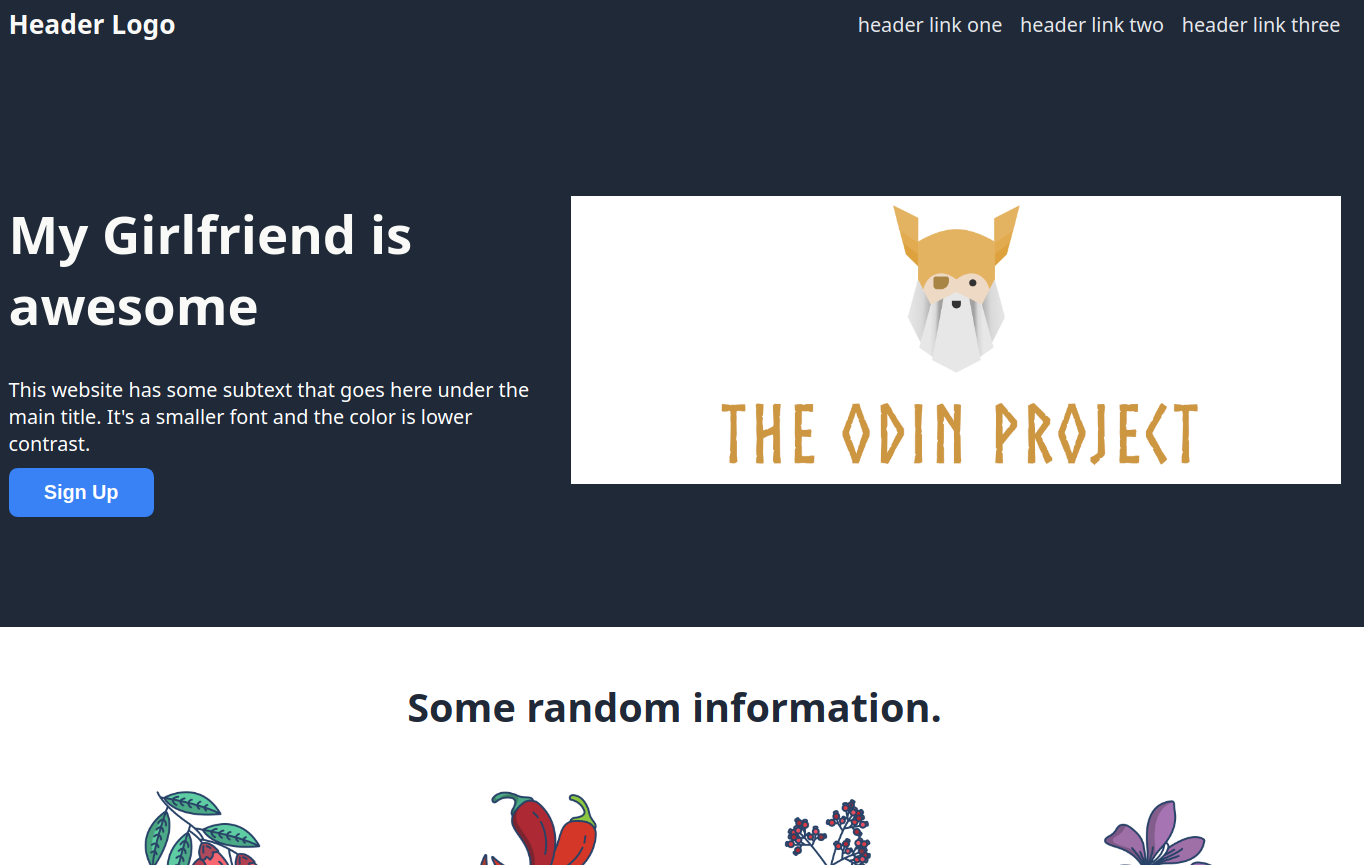 Header Logo
header link one header link two header link three
My Girlfriend is
awesome
This website has some subtext that goes here under the
main title. It's a smaller font and the color is lower
contrast.
Sign Up
THE ODIN PROJECT
Some random information.